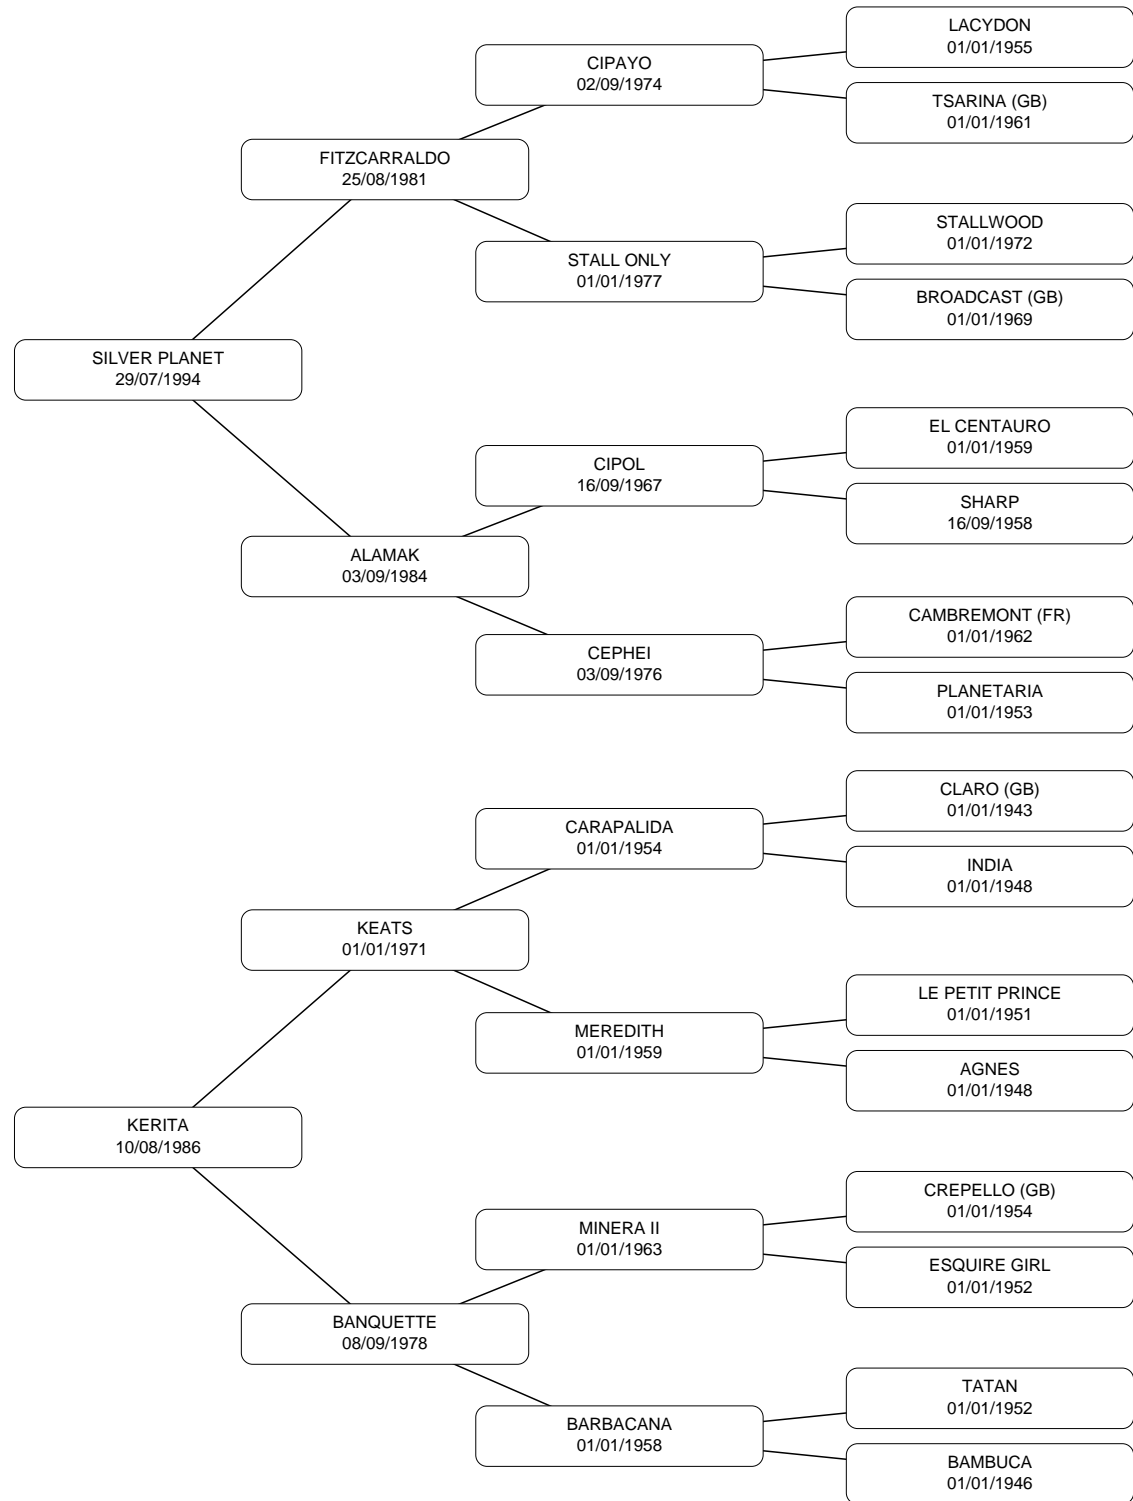 LACYDON
01/01/1955
CIPAYO
02/09/1974
TSARINA (GB)
01/01/1961
FITZCARRALDO
25/08/1981
STALLWOOD
01/01/1972
STALL ONLY
01/01/1977
BROADCAST (GB)
01/01/1969
SILVER PLANET
29/07/1994
EL CENTAURO
01/01/1959
CIPOL
16/09/1967
SHARP
16/09/1958
ALAMAK
03/09/1984
CAMBREMONT (FR)
01/01/1962
CEPHEI
03/09/1976
PLANETARIA
01/01/1953
CLARO (GB)
01/01/1943
CARAPALIDA
01/01/1954
INDIA
01/01/1948
KEATS
01/01/1971
LE PETIT PRINCE
01/01/1951
MEREDITH
01/01/1959
AGNES
01/01/1948
KERITA
10/08/1986
CREPELLO (GB)
01/01/1954
MINERA II
01/01/1963
ESQUIRE GIRL
01/01/1952
BANQUETTE
08/09/1978
TATAN
01/01/1952
BARBACANA
01/01/1958
BAMBUCA
01/01/1946